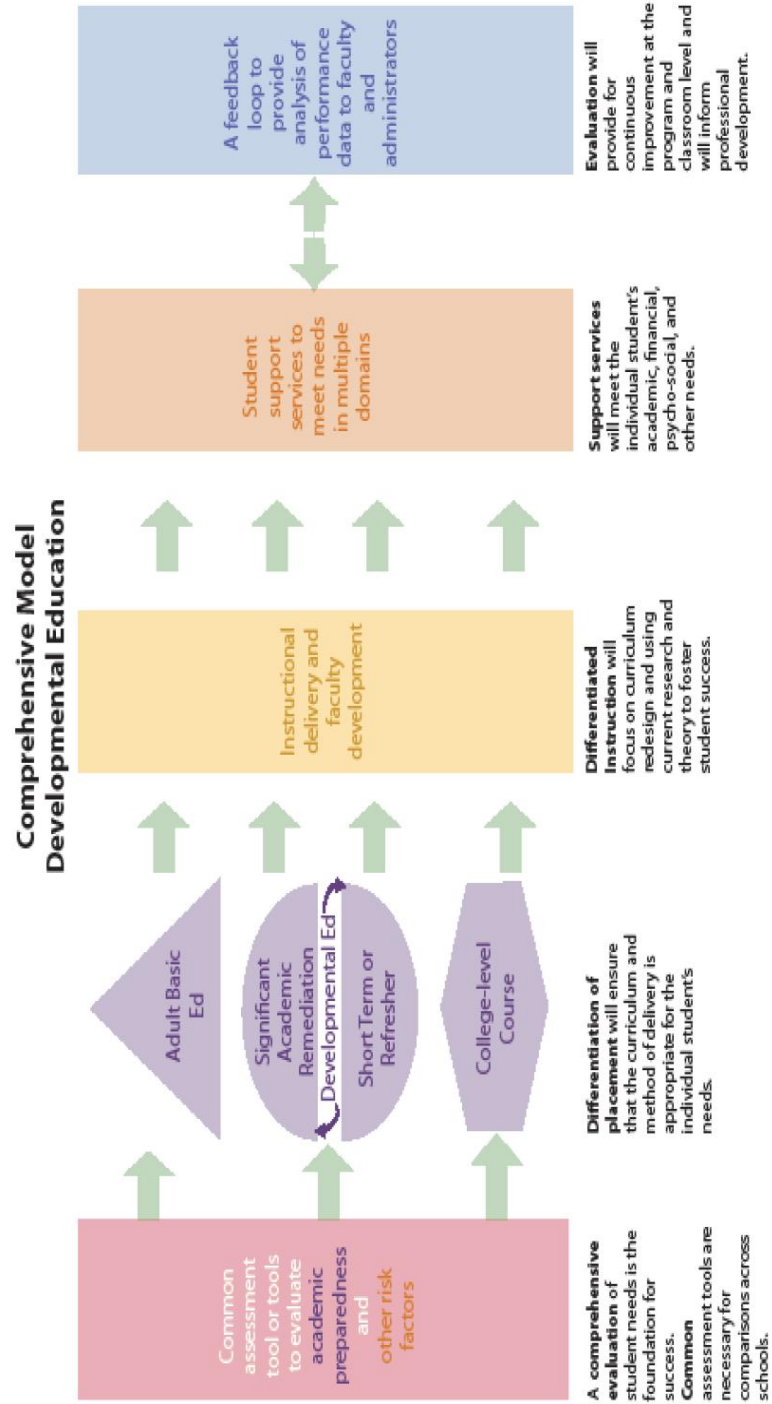 Comprehensive Model
Developmental Education
Common
assessment
tool or tools
to evaluate
academic
preparedness
and
other risk
factors
Adult Basic
Ed
Significant
Academic
Remediation
Developmental Ed
Short Term or
Refresher
College-level
Course
Instructional
delivery and
faculty
development
Student
support
services to
meet needs
in multiple
domains
A feedback
loop to
provide
analysis of
performance
data to faculty
and
administrators
A comprehensive
evaluation of
student needs is the
foundation for
success.
Common
assessment tools are
necessary for
comparisons across
schools.
Differentiation of
placement will ensure
that the curriculum and
method of delivery is
appropriate for the
individual student's
needs.
Differentiated
Instruction will
focus on curriculum
redesign and using
current research and
theory to foster
student success.
Support services
will meet the
individual student's
academic, financial,
psycho-social, and
other needs.
Evaluation will
provide for
continuous
improvement at the
program and
classroom level and
will inform
professional
development.